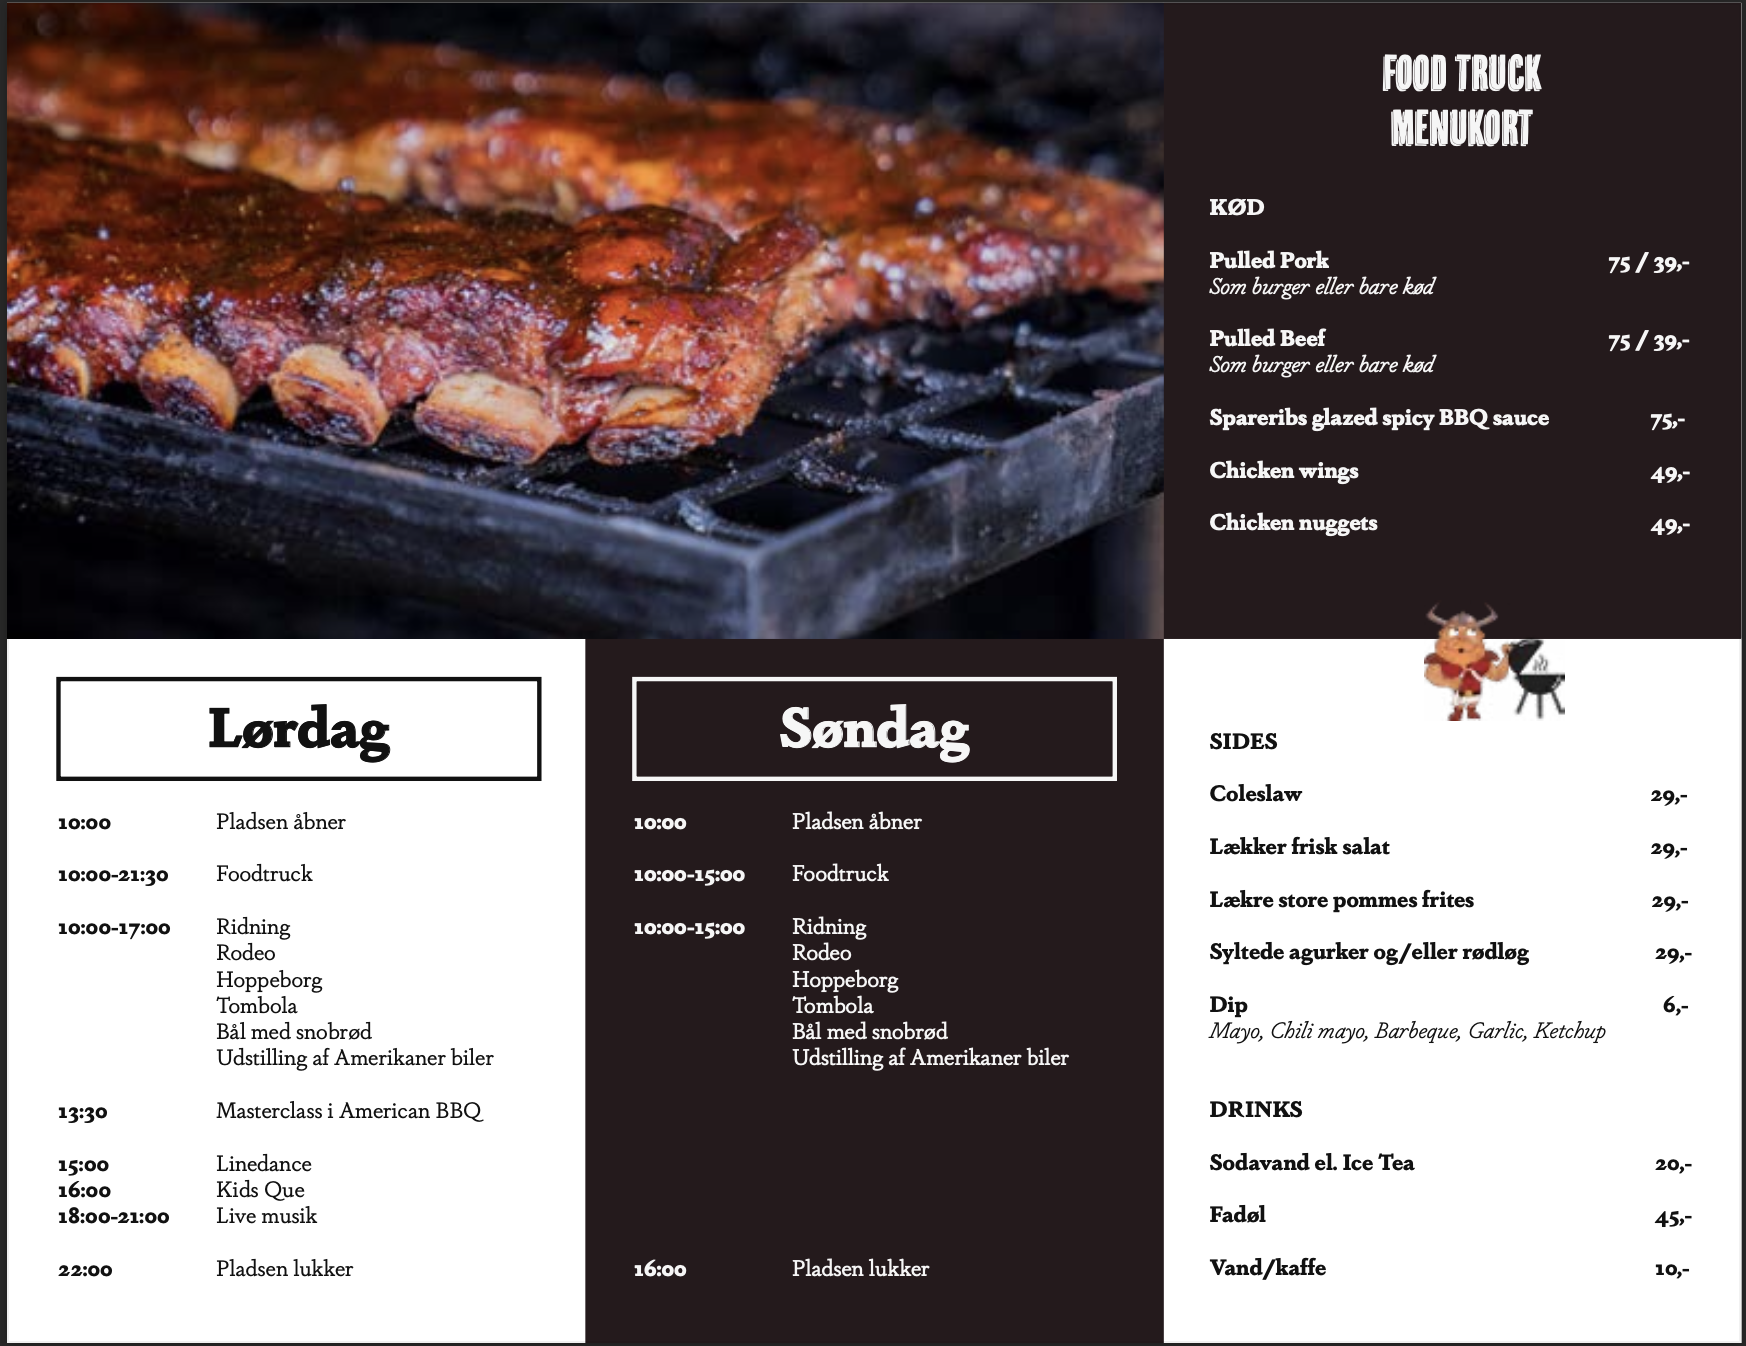 FOOD TRUCK
MENUKORT
KØD
Pulled Pork 75 / 39,-
Som burger eller bare kød
Pulled Beef 75 / 39,-
Som burger eller bare kød
Spareribs glazed spicy BBQ sauce 75,-
Chicken wings 49,-
Chicken nuggets 49,-
Lørdag
10:00 Pladsen åbner
10:00-21:30 Foodtruck
10:00-17:00 Ridning
Rodeo
Hoppeborg
Tombola
Bål med snobrød
Udstilling af Amerikaner biler
13:30 Masterclass i American BBQ
15:00 Linedance
16:00 Kids Que
18:00-21:00 Live musik
22:00 Pladsen lukker
Søndag
10:00 Pladsen åbner
10:00-15:00 Foodtruck
10:00-15:00 Ridning
Rodeo
Hoppeborg
Tombola
Bål med snobrød
Udstilling af Amerikaner biler
16:00 Pladsen lukker
SIDES
Coleslaw 29,-
Lækker frisk salat 29,-
Lækre store pommes frites 29,-
Syltede agurker og/eller rødløg 29,-
Dip 6,-
Mayo, Chili mayo, Barbeque, Garlic, Ketchup
DRINKS
Sodavand el. Ice Tea 20,-
Fadøl 45,-
Vand/kaffe 10,-